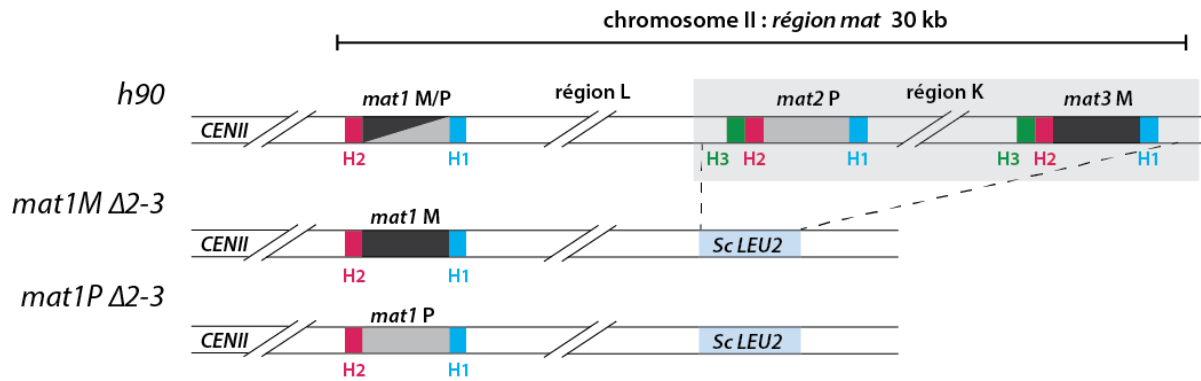 chromosome II : région mat 30 kb
h90
mat1 M/P
région L
mat2 P
région K
mat3 M
CENII
H2
H1
H3
H2
H1
H3
H2
H1
mat1M Δ2-3
mat1 M
CENII
Sc LEU2
H2
H1
mat1P Δ2-3
mat1 P
CENII
Sc LEU2
H2
H1